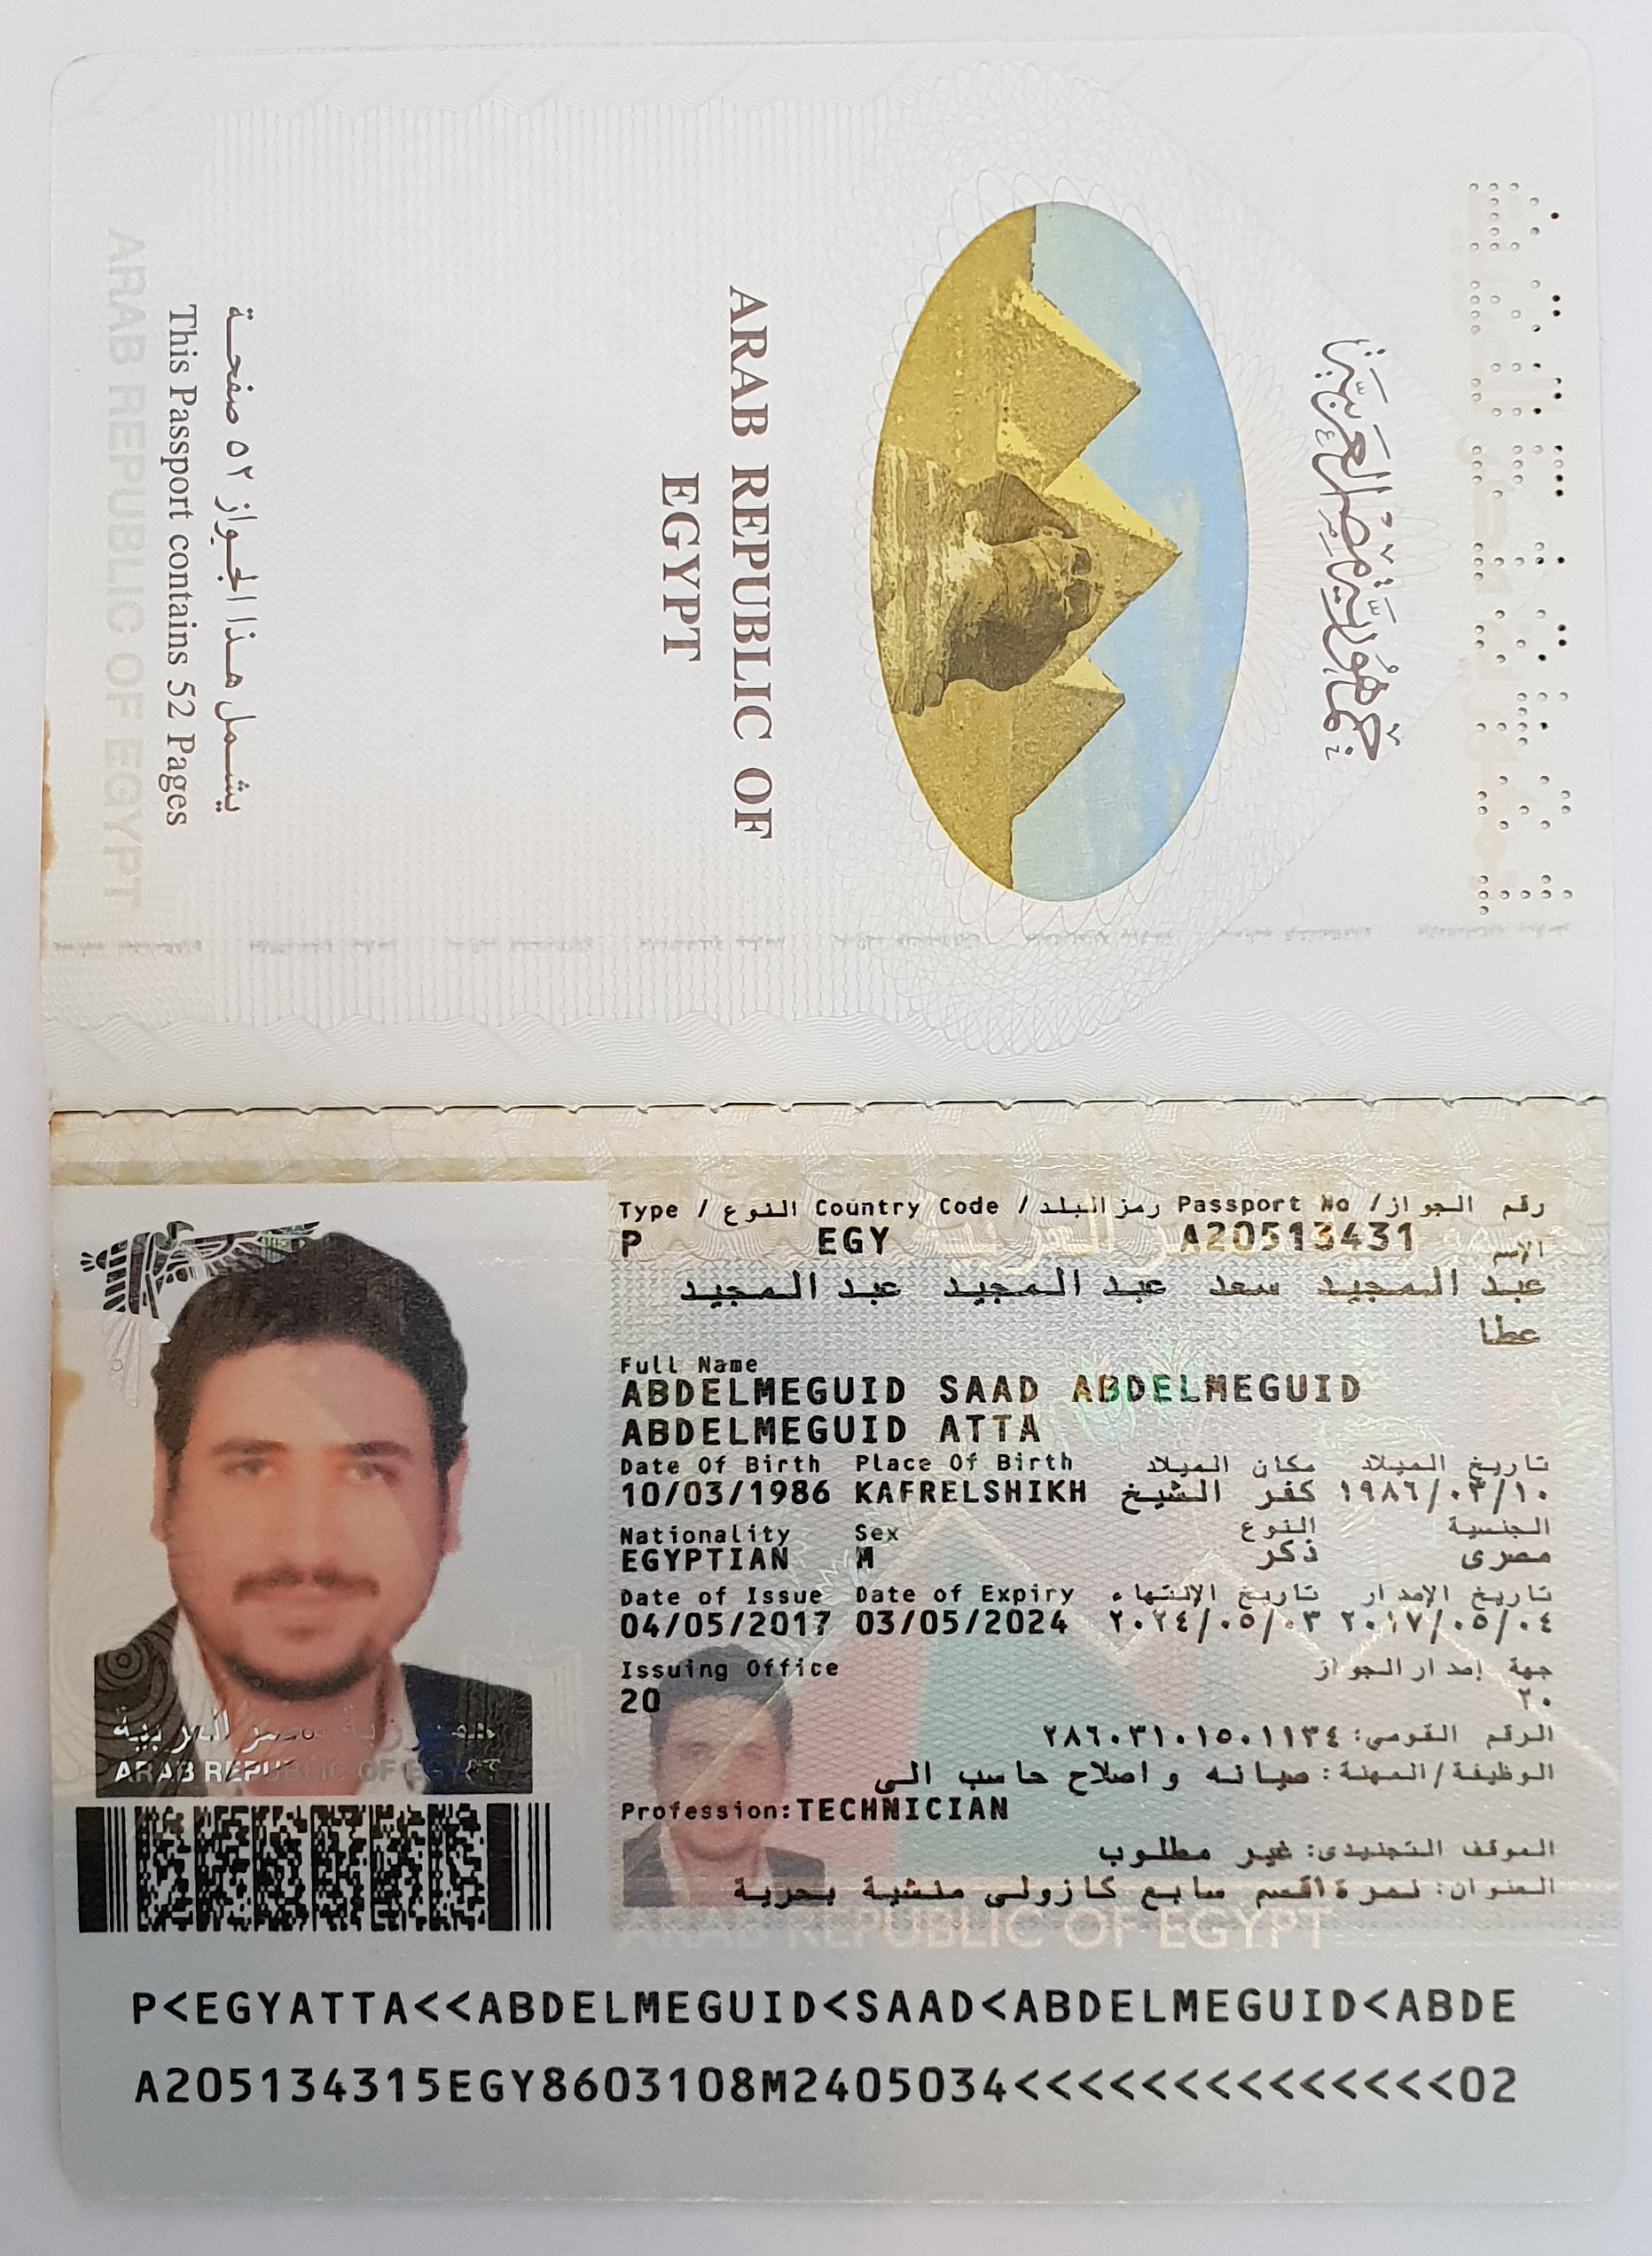 جمهورية مصر العربية
ARAB REPUBLIC OF
EGYPT
يشمل هذا الجواز ٥٢ صفحة
This Passport contains 52 Pages
ARAB REPUBLIC OF EGYPT
Type / النوع Country Code / رمز البلد Passport No / رقم الجواز
P EGY A20513431
الإسم
عبد المجيد سعد عبد المجيد عبد المجيد
عطا
Full Name
ABDELMEGUID SAAD ABDELMEGUID
ABDELMEGUID ATTA
Date Of Birth Place Of Birth مكان الميلاد تاريخ الميلاد
10/03/1986 KAFRELSHIKH كفر الشيخ ١٩٨٦/٠٣/١٠
Nationality Sex النوع الجنسية
EGYPTIAN M ذكر مصرى
Date of Issue Date of Expiry تاريخ الإنتهاء تاريخ الإصدار
04/05/2017 03/05/2024 ٢٠٢٤/٠٥/٠٣ ٢٠١٧/٠٥/٠٤
Issuing Office جهة إصدار الجواز
20 ٢٠
الرقم القومي: ٢٨٦٠٣١٠١٥٠١١٣٤
الوظيفة/المهنة: صيانه و اصلاح حاسب الى
Profession: TECHNICIAN
الموقف التجنيدى: غير مطلوب
العنوان: نمرة ١قسم سابع كازولى منشية بحرية
جمهورية مصر العربية
ARAB REPUBLIC OF EGYPT
ARAB REPUBLIC OF EGYPT
P<EGYATTA<<ABDELMEGUID<SAAD<ABDELMEGUID<ABDE
A205134315EGY8603108M2405034<<<<<<<<<<<<<<02